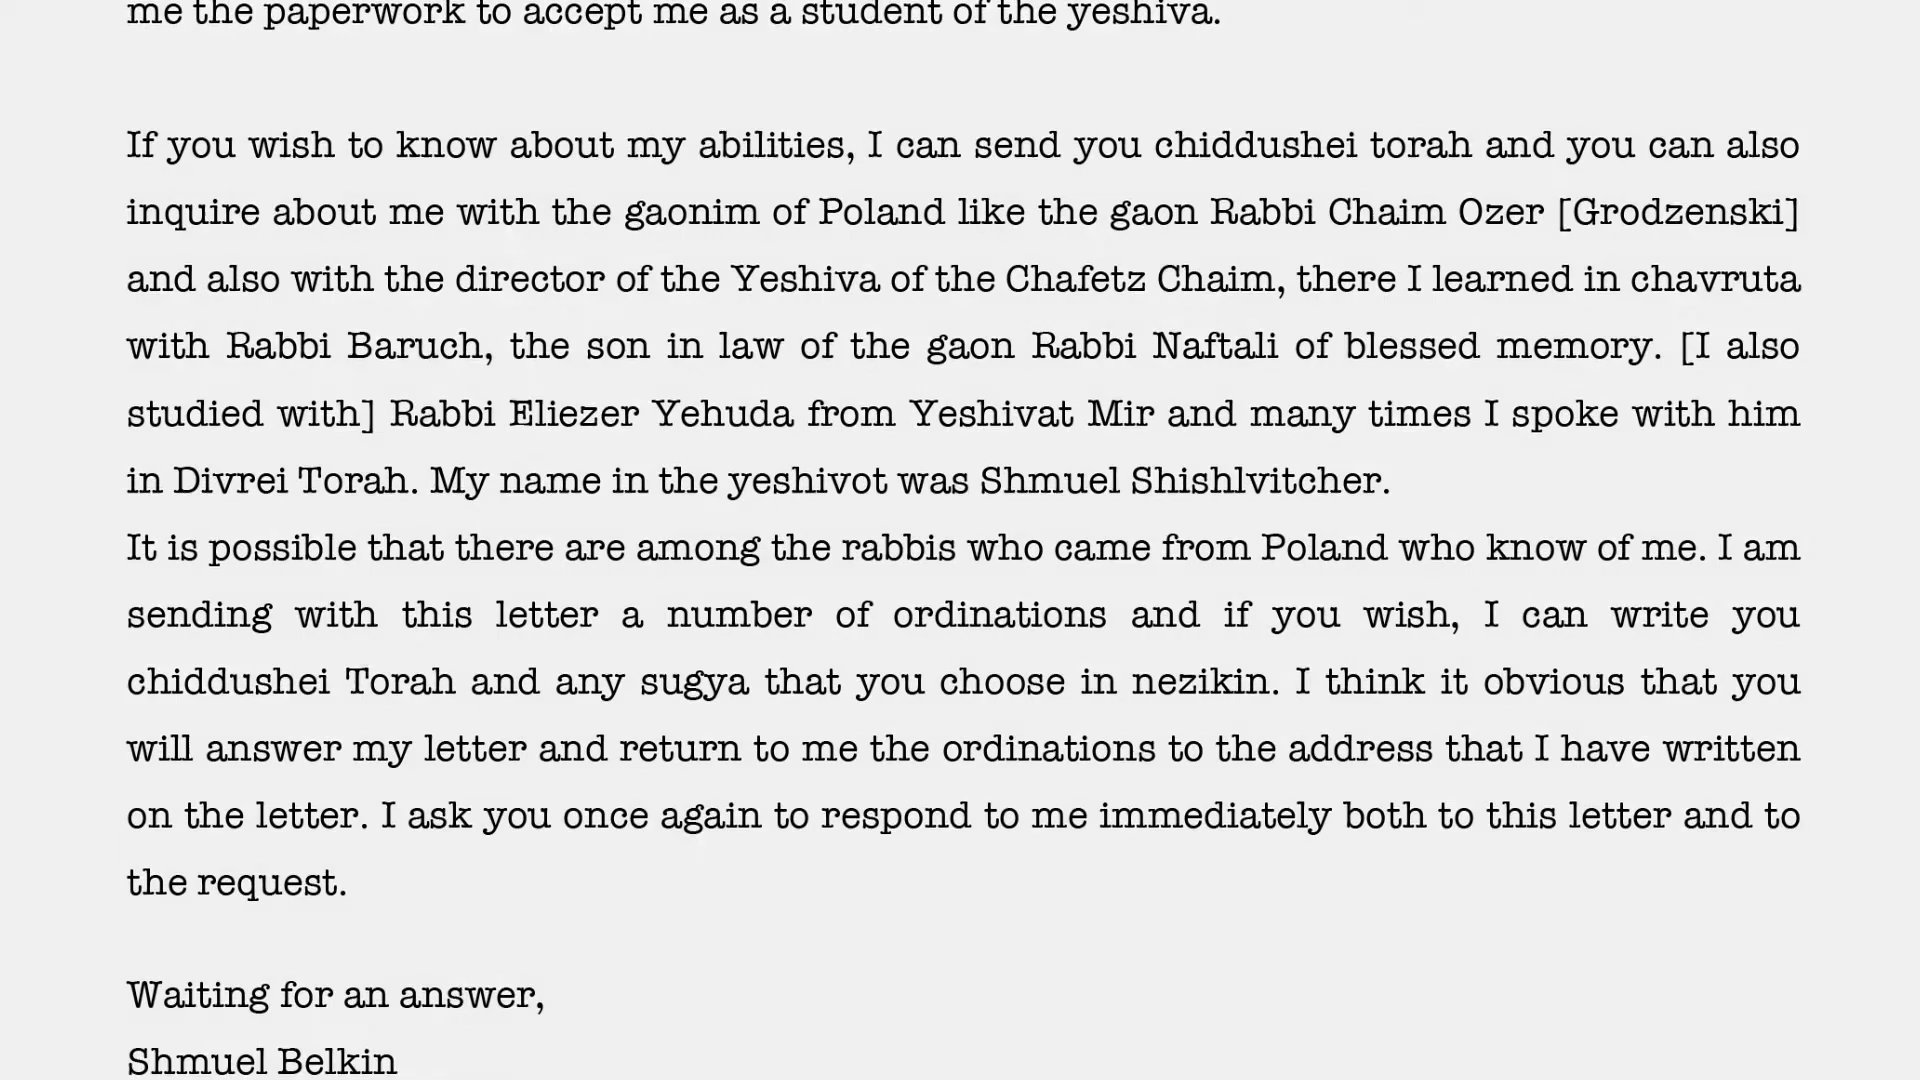 me the paperwork to accept me as a student of the yeshiva.
If you wish to know about my abilities, I can send you chiddushei torah and you can also
inquire about me with the gaonim of Poland like the gaon Rabbi Chaim Ozer [Grodzenski]
and also with the director of the Yeshiva of the Chafetz Chaim, there I learned in chavruta
with Rabbi Baruch, the son in law of the gaon Rabbi Naftali of blessed memory. [I also
studied with] Rabbi Eliezer Yehuda from Yeshivat Mir and many times I spoke with him
in Divrei Torah. My name in the yeshivot was Shmuel Shishlvitcher.
It is possible that there are among the rabbis who came from Poland who know of me. I am
sending with this letter a number of ordinations and if you wish, I can write you
chiddushei Torah and any sugya that you choose in nezikin. I think it obvious that you
will answer my letter and return to me the ordinations to the address that I have written
on the letter. I ask you once again to respond to me immediately both to this letter and to
the request.
Waiting for an answer,
Shmuel Belkin